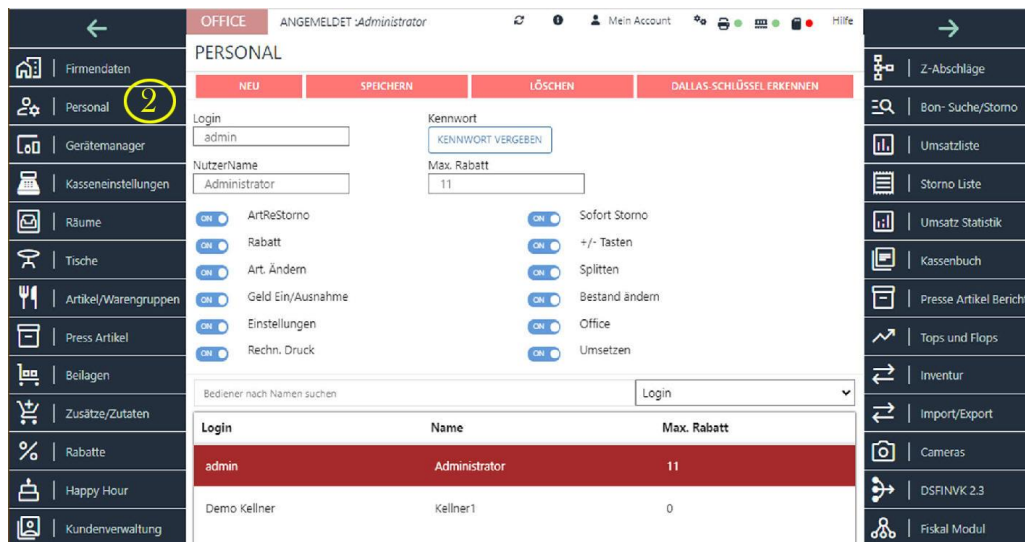 OFFICE ANGEMELDET :Administrator Mein Account Hilfe
Firmendaten
Personal 2
Gerätemanager
Kasseneinstellungen
Räume
Tische
Artikel/Warengruppen
Press Artikel
Beilagen
Zusätze/Zutaten
Rabatte
Happy Hour
Kundenverwaltung
PERSONAL
NEU SPEICHERN LÖSCHEN DALLAS-SCHLÜSSEL ERKENNEN
Login Kennwort
admin KENNWORT VERGEBEN
NutzerName Max. Rabatt
Administrator 11
ON ArtReStorno ON Sofort Storno
ON Rabatt ON +/- Tasten
ON Art. Ändern ON Splitten
ON Geld Ein/Ausnahme ON Bestand ändern
ON Einstellungen ON Office
ON Rechn. Druck ON Umsetzen
Bediener nach Namen suchen Login
Login Name Max. Rabatt
admin Administrator 11
Demo Kellner Kellner1 0
Z-Abschläge
Bon- Suche/Storno
Umsatzliste
Storno Liste
Umsatz Statistik
Kassenbuch
Presse Artikel Bericht
Tops und Flops
Inventur
Import/Export
Cameras
DSFINVK 2.3
Fiskal Modul